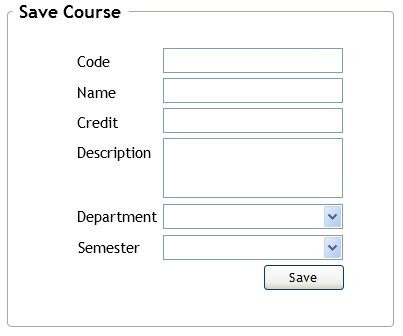 Save Course
Code
Name
Credit
Description
Department
Semester
Save